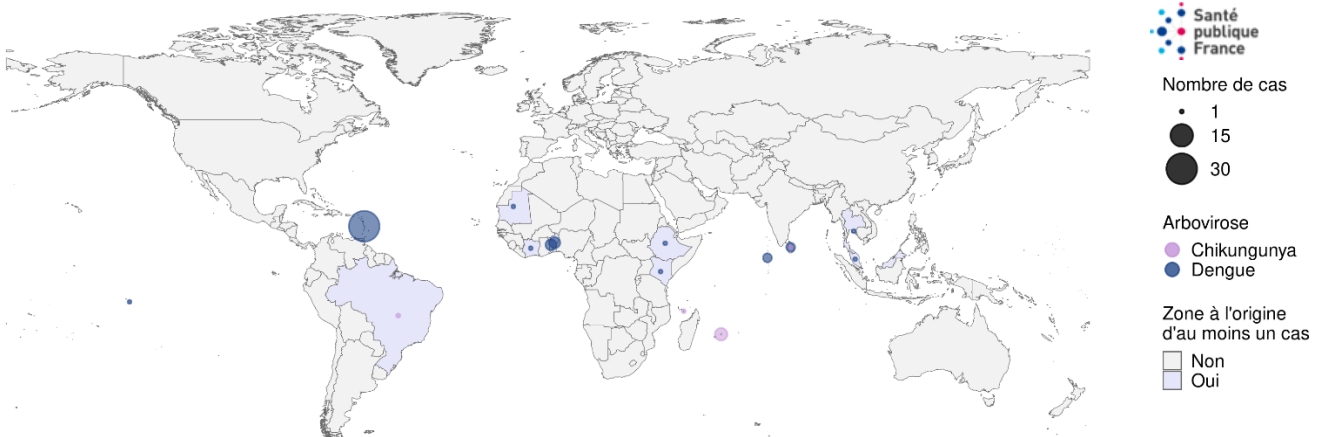 Santé
publique
France
Nombre de cas
1
15
30
Arbovirose
Chikungunya
Dengue
Zone à l'origine
d'au moins un cas
Non
Oui